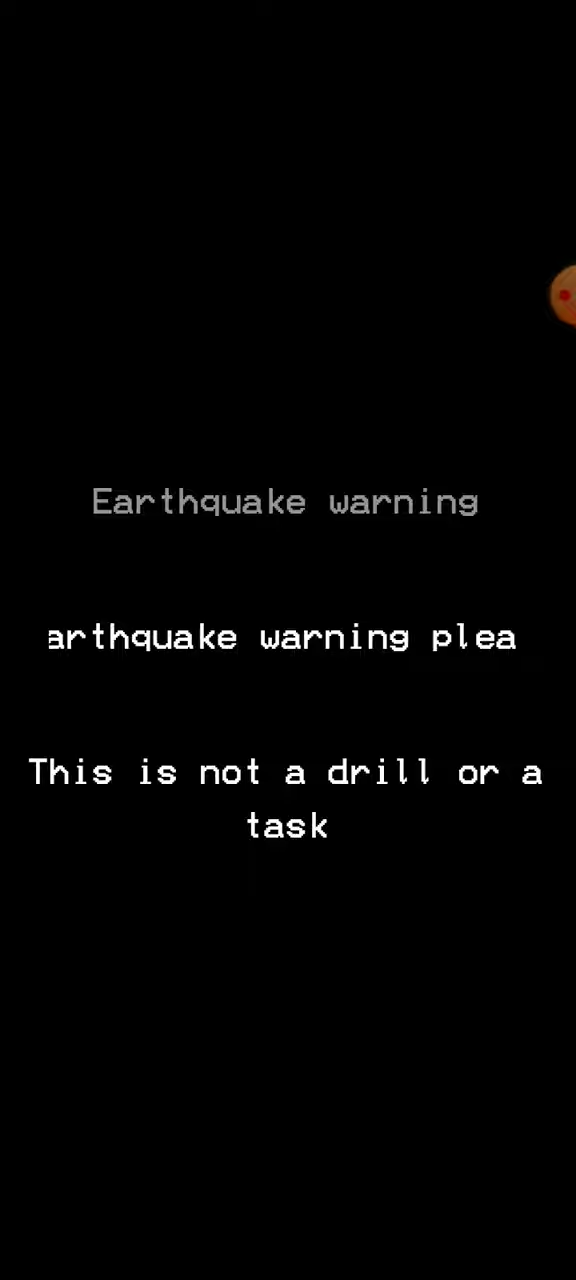 Earthquake warning
arthquake warning plea
This is not a drill or a
task